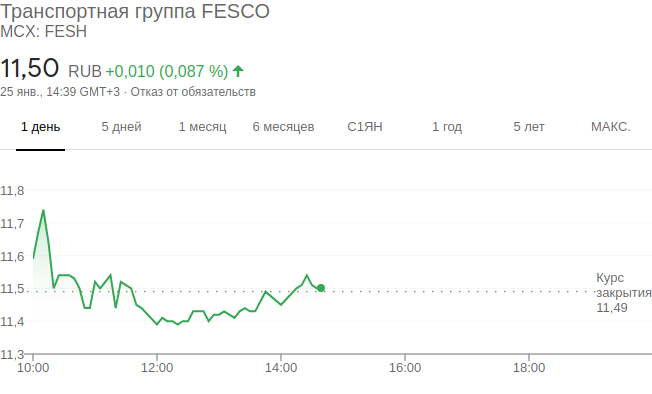 Транспортная группа FESCO
MCX: FESH
11,50 RUB +0,010 (0,087 %)
25 янв., 14:39 GMT+3 · Отказ от обязательств
1 день 5 дней 1 месяц 6 месяцев С1ЯН 1 год 5 лет МАКС.
11,8
11,7
11,6
11,5
11,4
11,3
Курс
закрытия
11,49
10:00 12:00 14:00 16:00 18:00